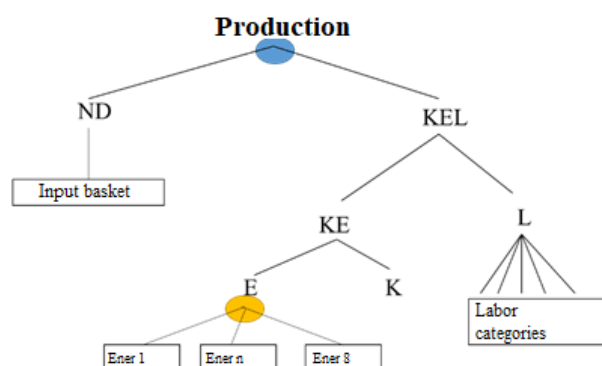 Production
ND
KEL
Input basket
KE
L
E
K
Labor
categories
Ener 1
Ener n
Ener 8